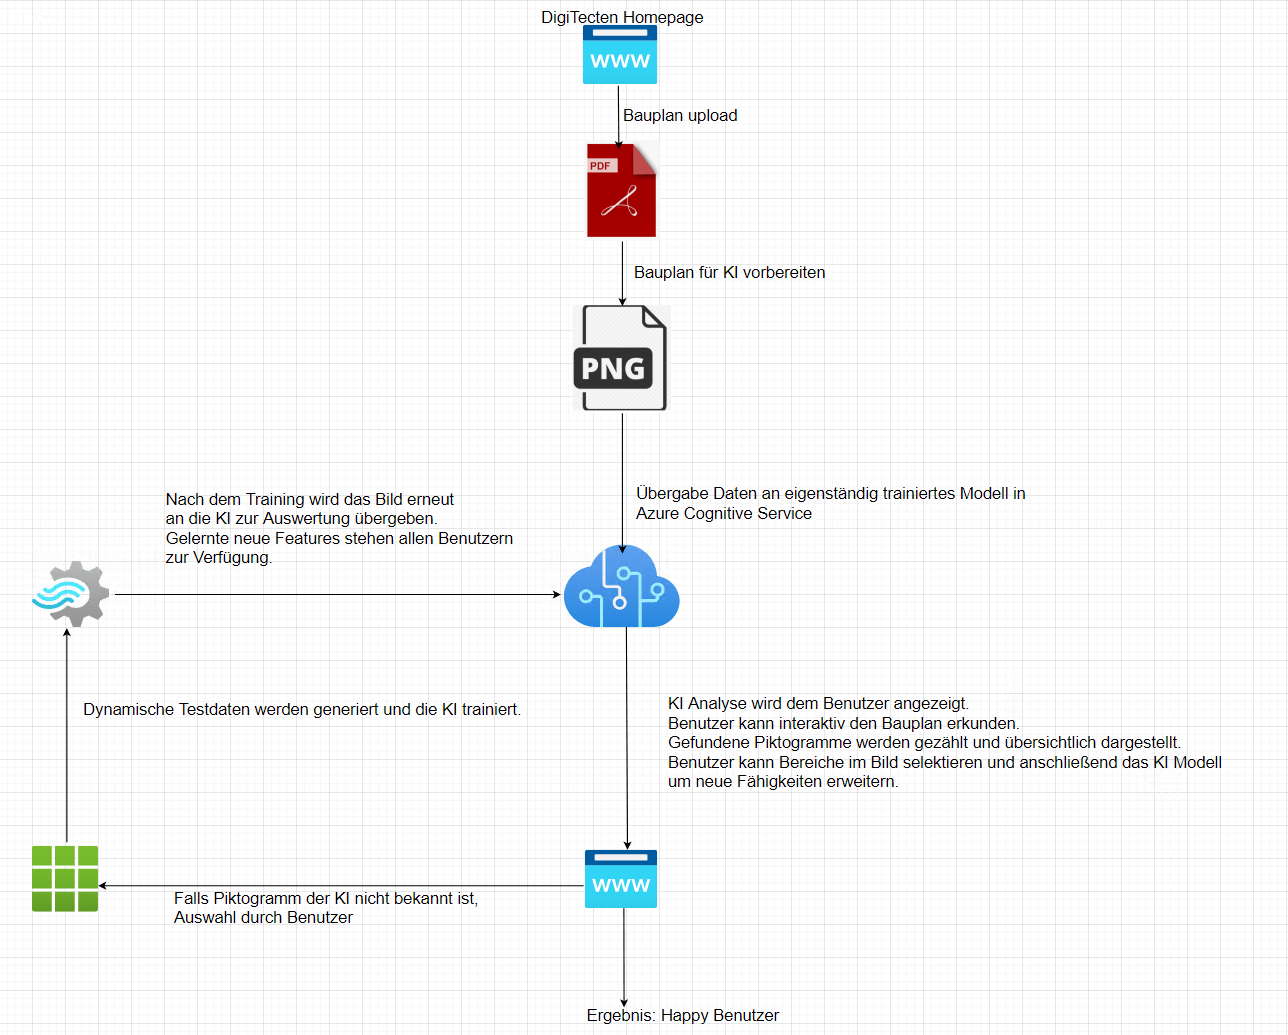 DigiTecten Homepage
www
Bauplan upload
PDF
Bauplan für KI vorbereiten
PNG
Übergabe Daten an eigenständig trainiertes Modell in
Azure Cognitive Service
Nach dem Training wird das Bild erneut
an die KI zur Auswertung übergeben.
Gelernte neue Features stehen allen Benutzern
zur Verfügung.
Dynamische Testdaten werden generiert und die KI trainiert.
KI Analyse wird dem Benutzer angezeigt.
Benutzer kann interaktiv den Bauplan erkunden.
Gefundene Piktogramme werden gezählt und übersichtlich dargestellt.
Benutzer kann Bereiche im Bild selektieren und anschließend das KI Modell
um neue Fähigkeiten erweitern.
www
Falls Piktogramm der KI nicht bekannt ist,
Auswahl durch Benutzer
Ergebnis: Happy Benutzer